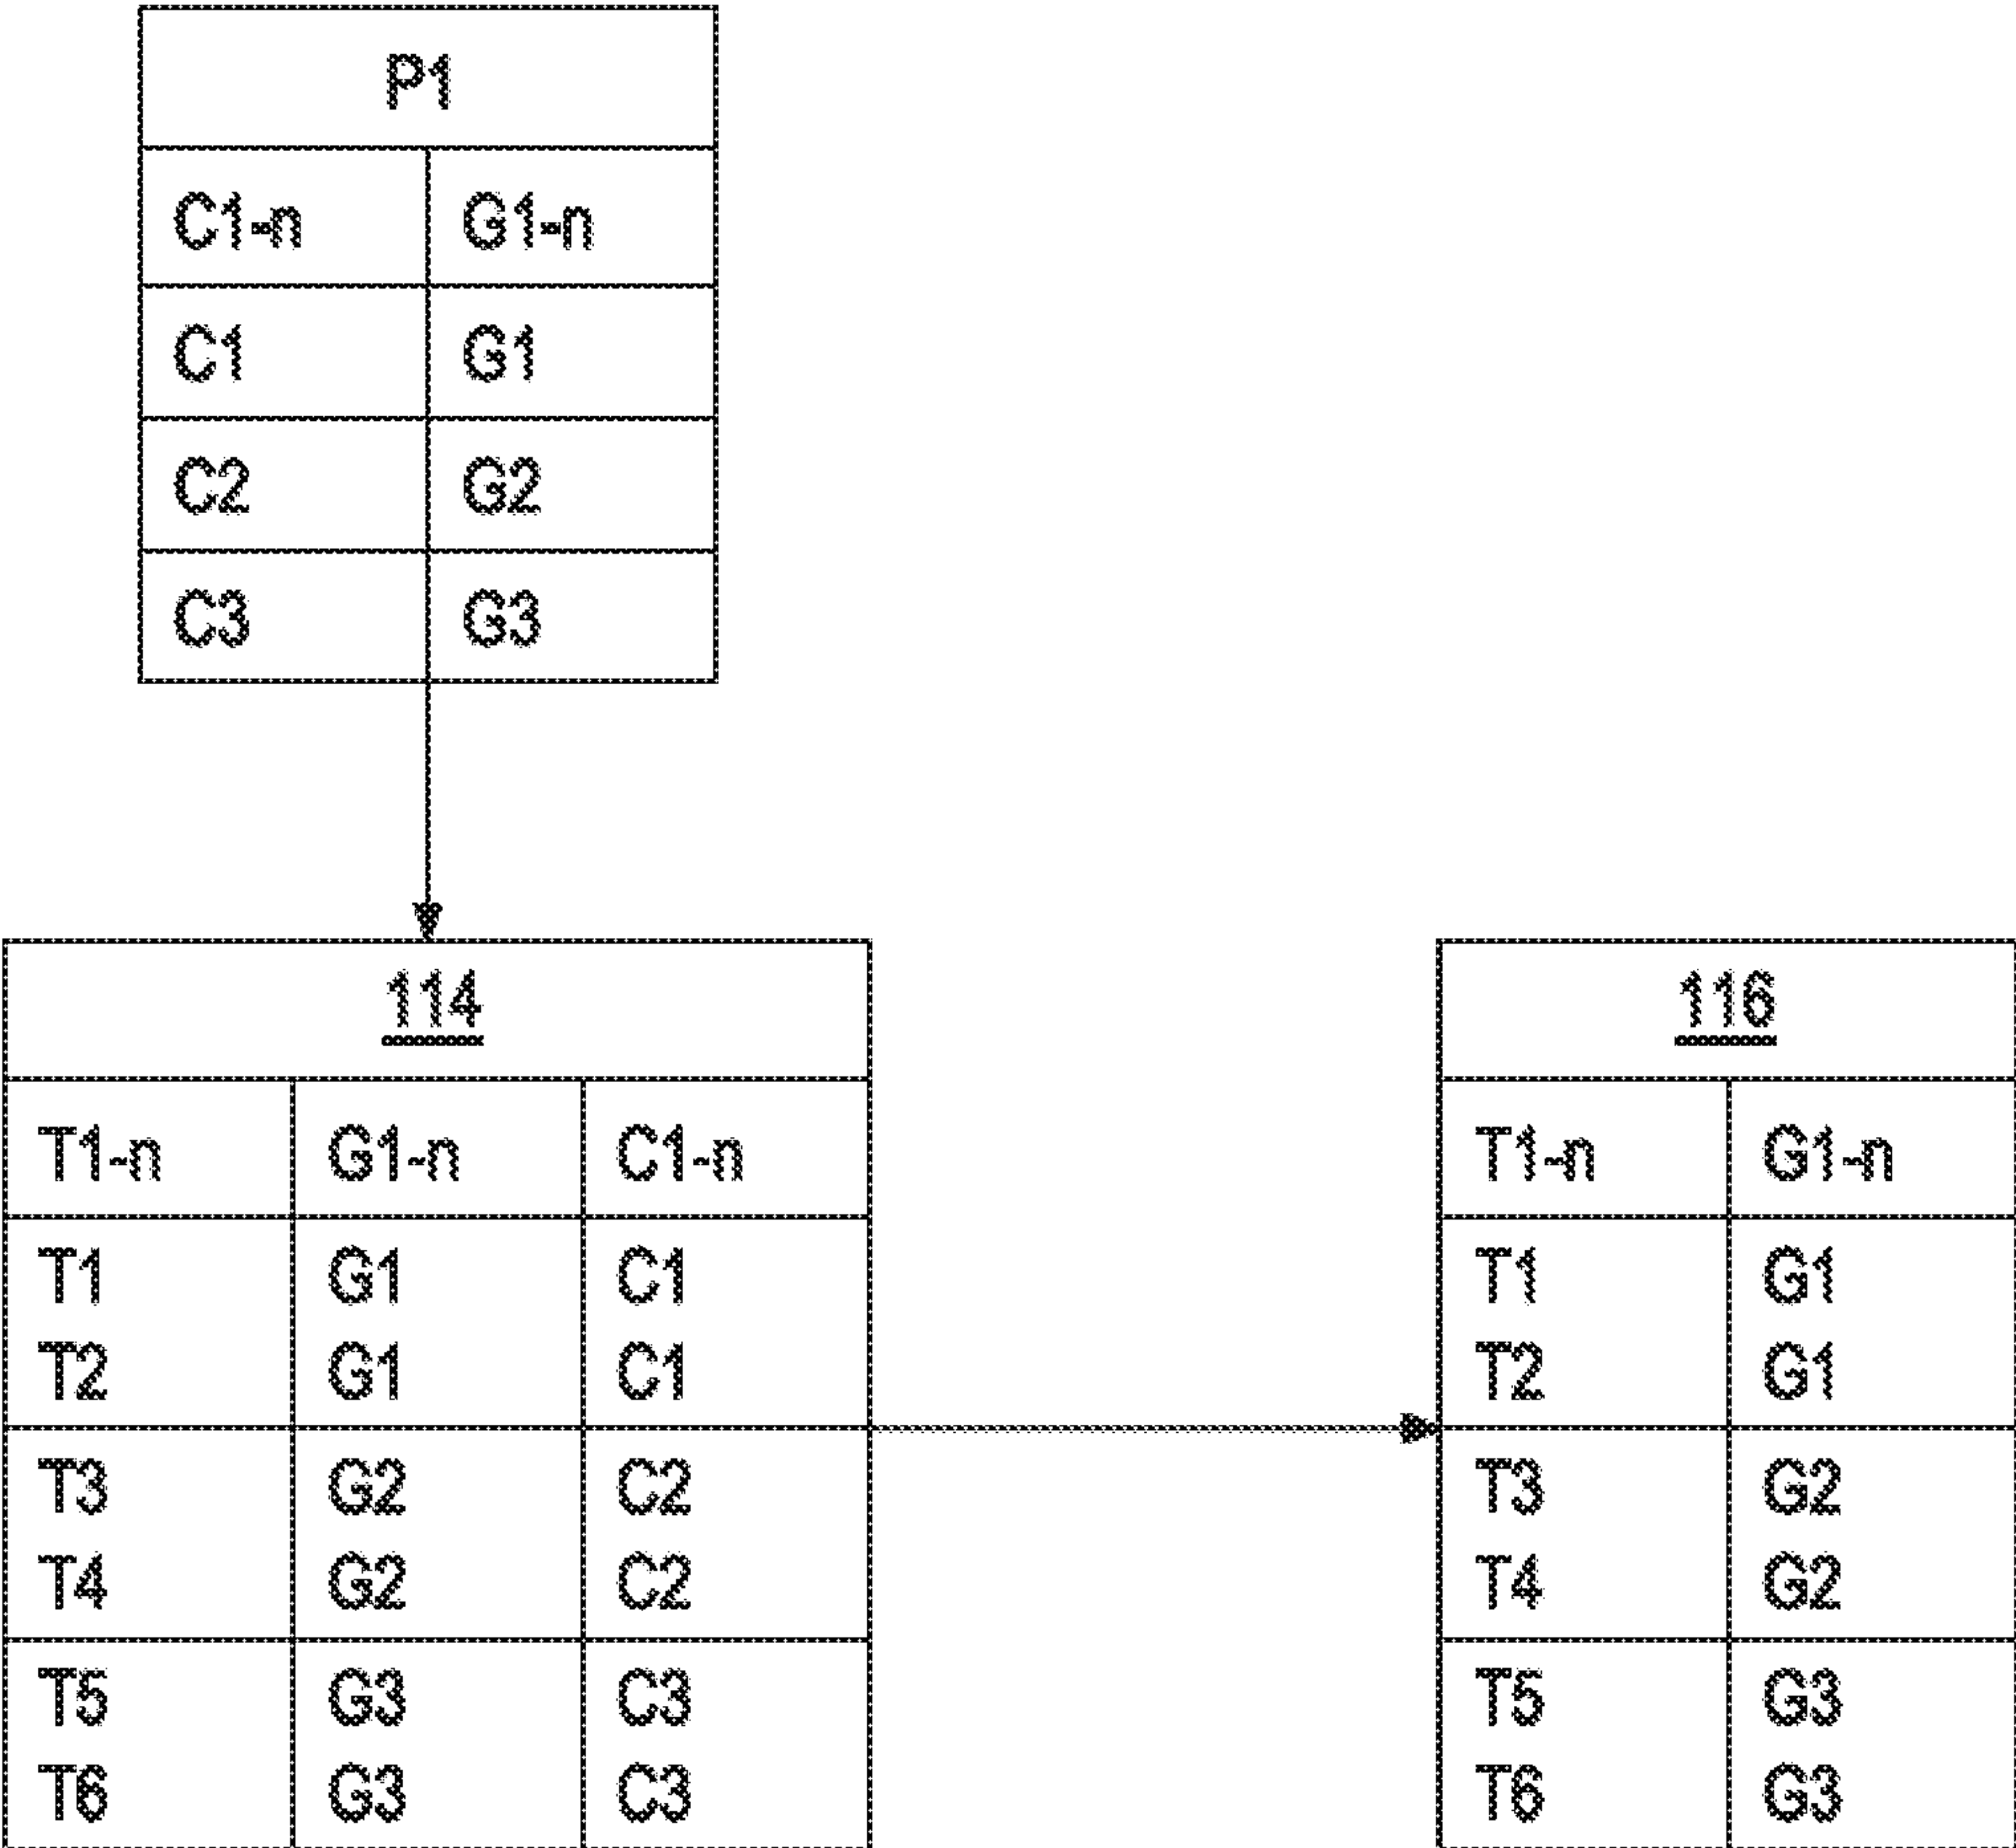 P1
C1-n G1-n
C1 G1
C2 G2
C3 G3
114
T1-n G1-n C1-n
T1 G1 C1
T2 G1 C1
T3 G2 C2
T4 G2 C2
T5 G3 C3
T6 G3 C3
116
T1-n G1-n
T1 G1
T2 G1
T3 G2
T4 G2
T5 G3
T6 G3